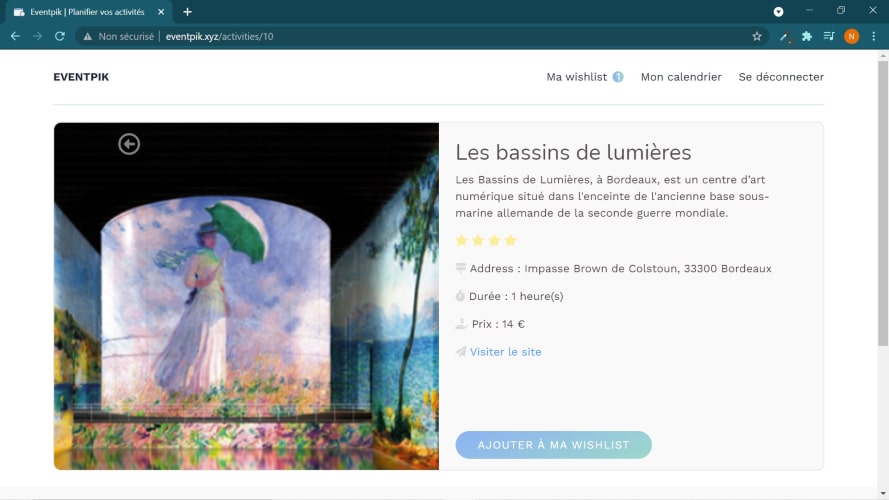 Eventpik | Planifier vos activités
Non sécurisé | eventpik.xyz/activities/10
N
EVENTPIK
Ma wishlist 1
Mon calendrier
Se déconnecter
Les bassins de lumières
Les Bassins de Lumières, à Bordeaux, est un centre d'art
numérique situé dans l'enceinte de l'ancienne base sous-
marine allemande de la seconde guerre mondiale.
Address : Impasse Brown de Colstoun, 33300 Bordeaux
Durée : 1 heure(s)
Prix : 14 €
Visiter le site
AJOUTER À MA WISHLIST